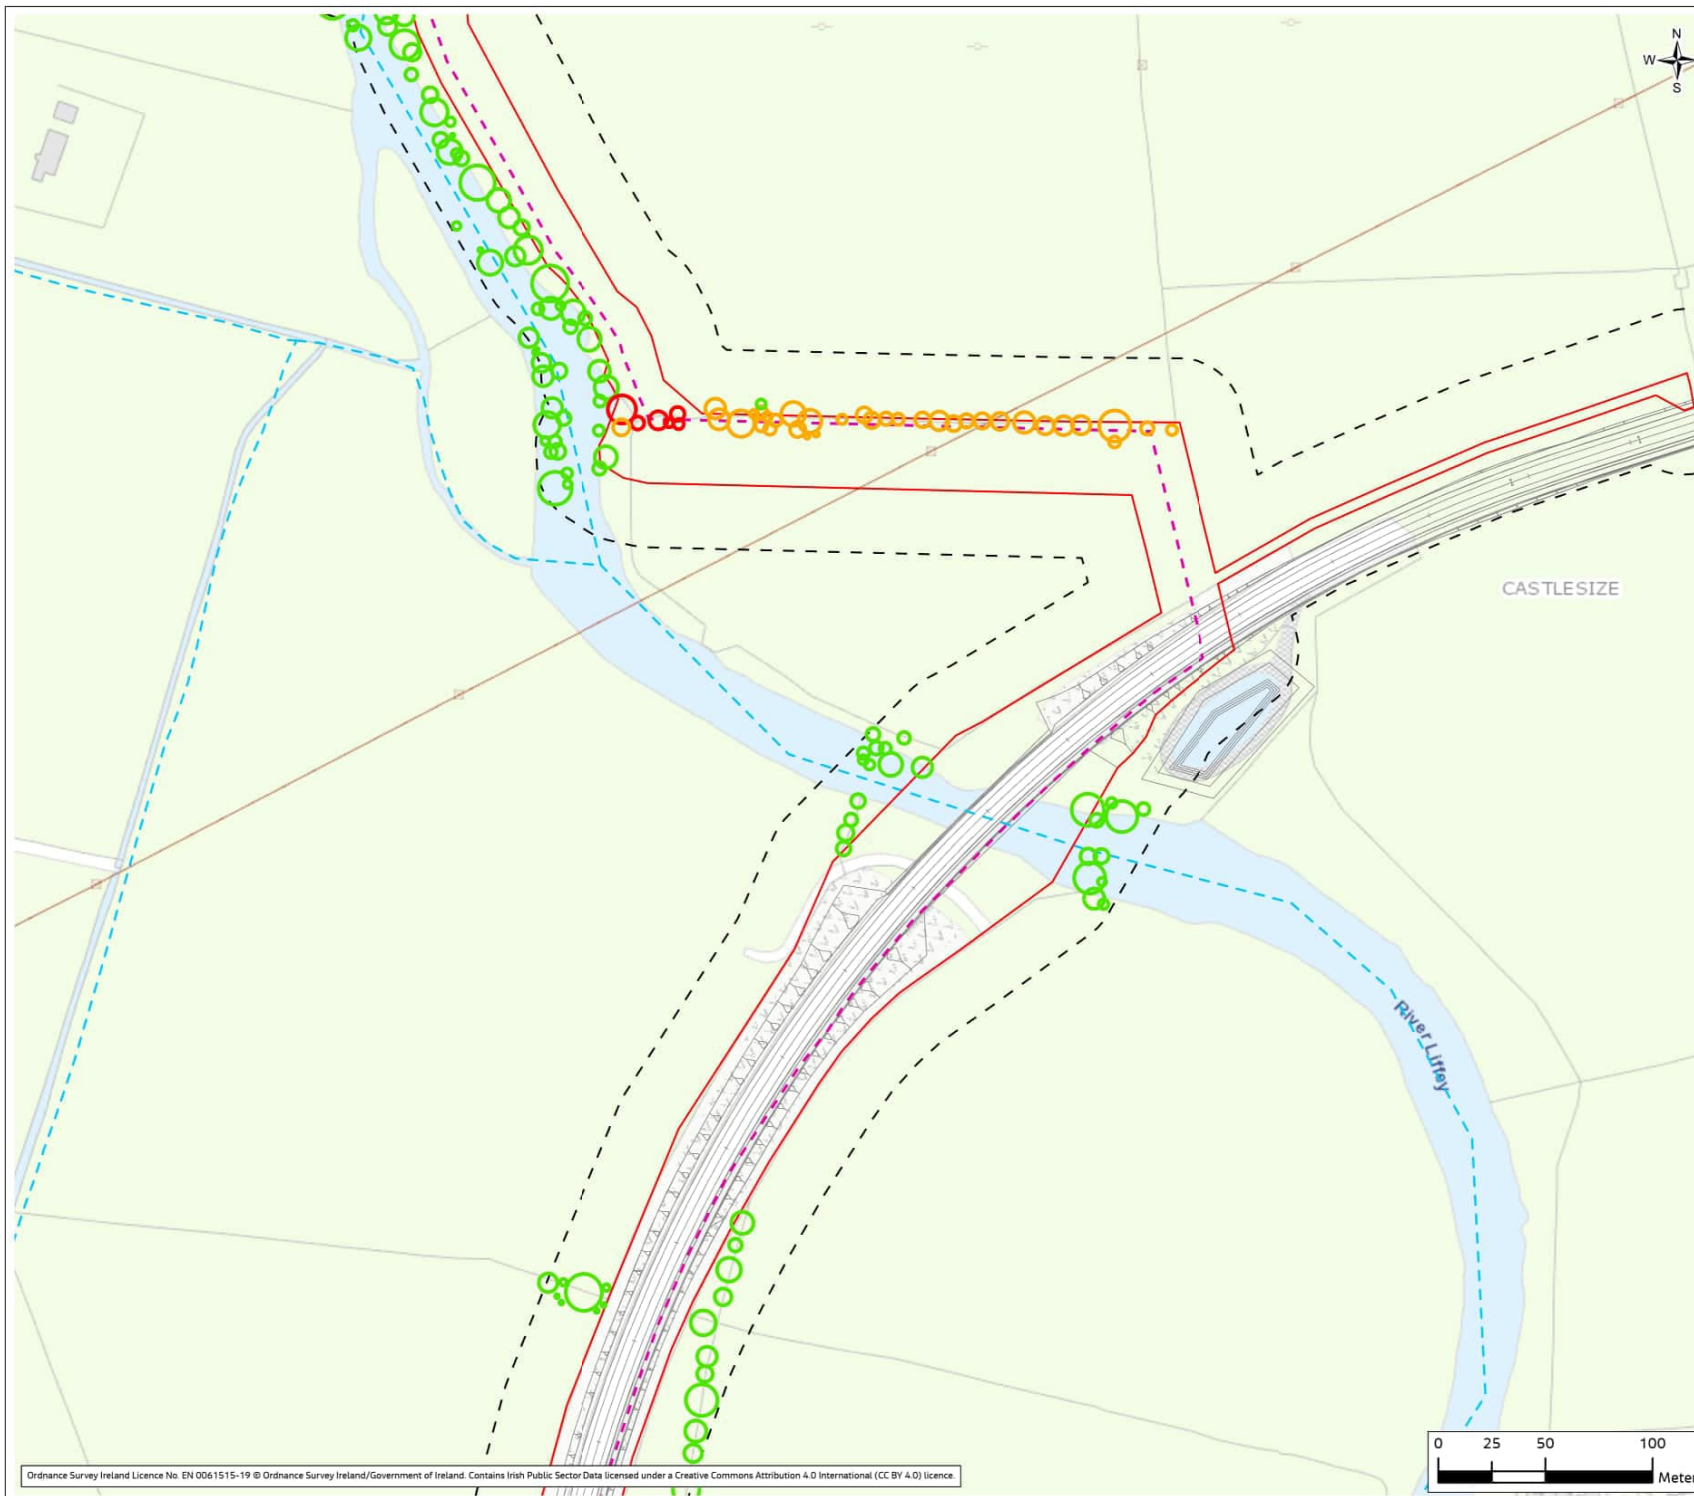 N
W
S
CASTLESIZE
River Liffey
0 25 50 100
Meter
Ordnance Survey Ireland Licence No. EN 0061515-19 © Ordnance Survey Ireland/Government of Ireland. Contains Irish Public Sector Data licensed under a Creative Commons Attribution 4.0 International (CC BY 4.0) licence.